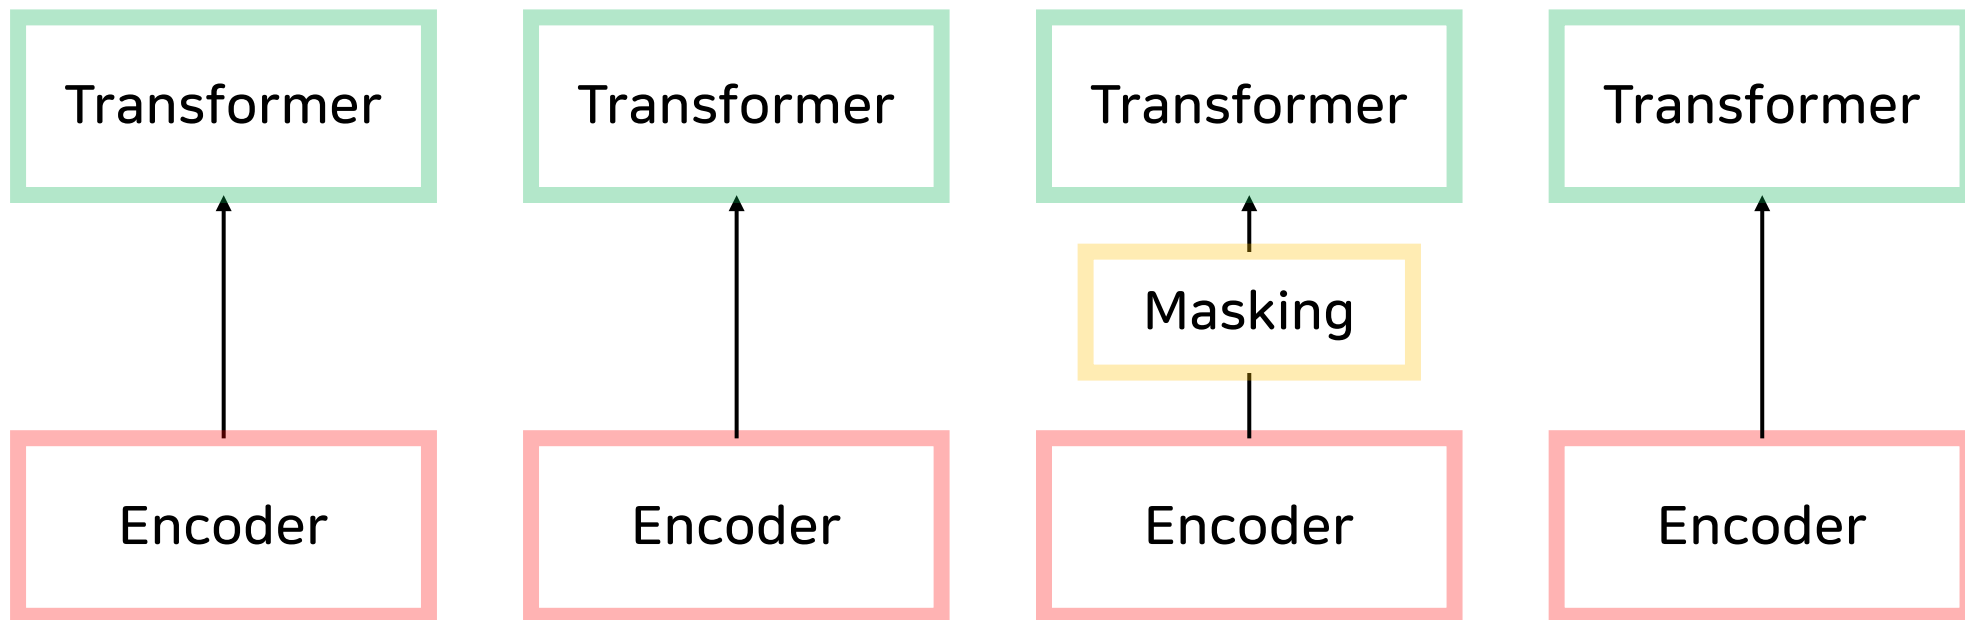 Transformer
Transformer
Transformer
Transformer
Masking
Encoder
Encoder
Encoder
Encoder